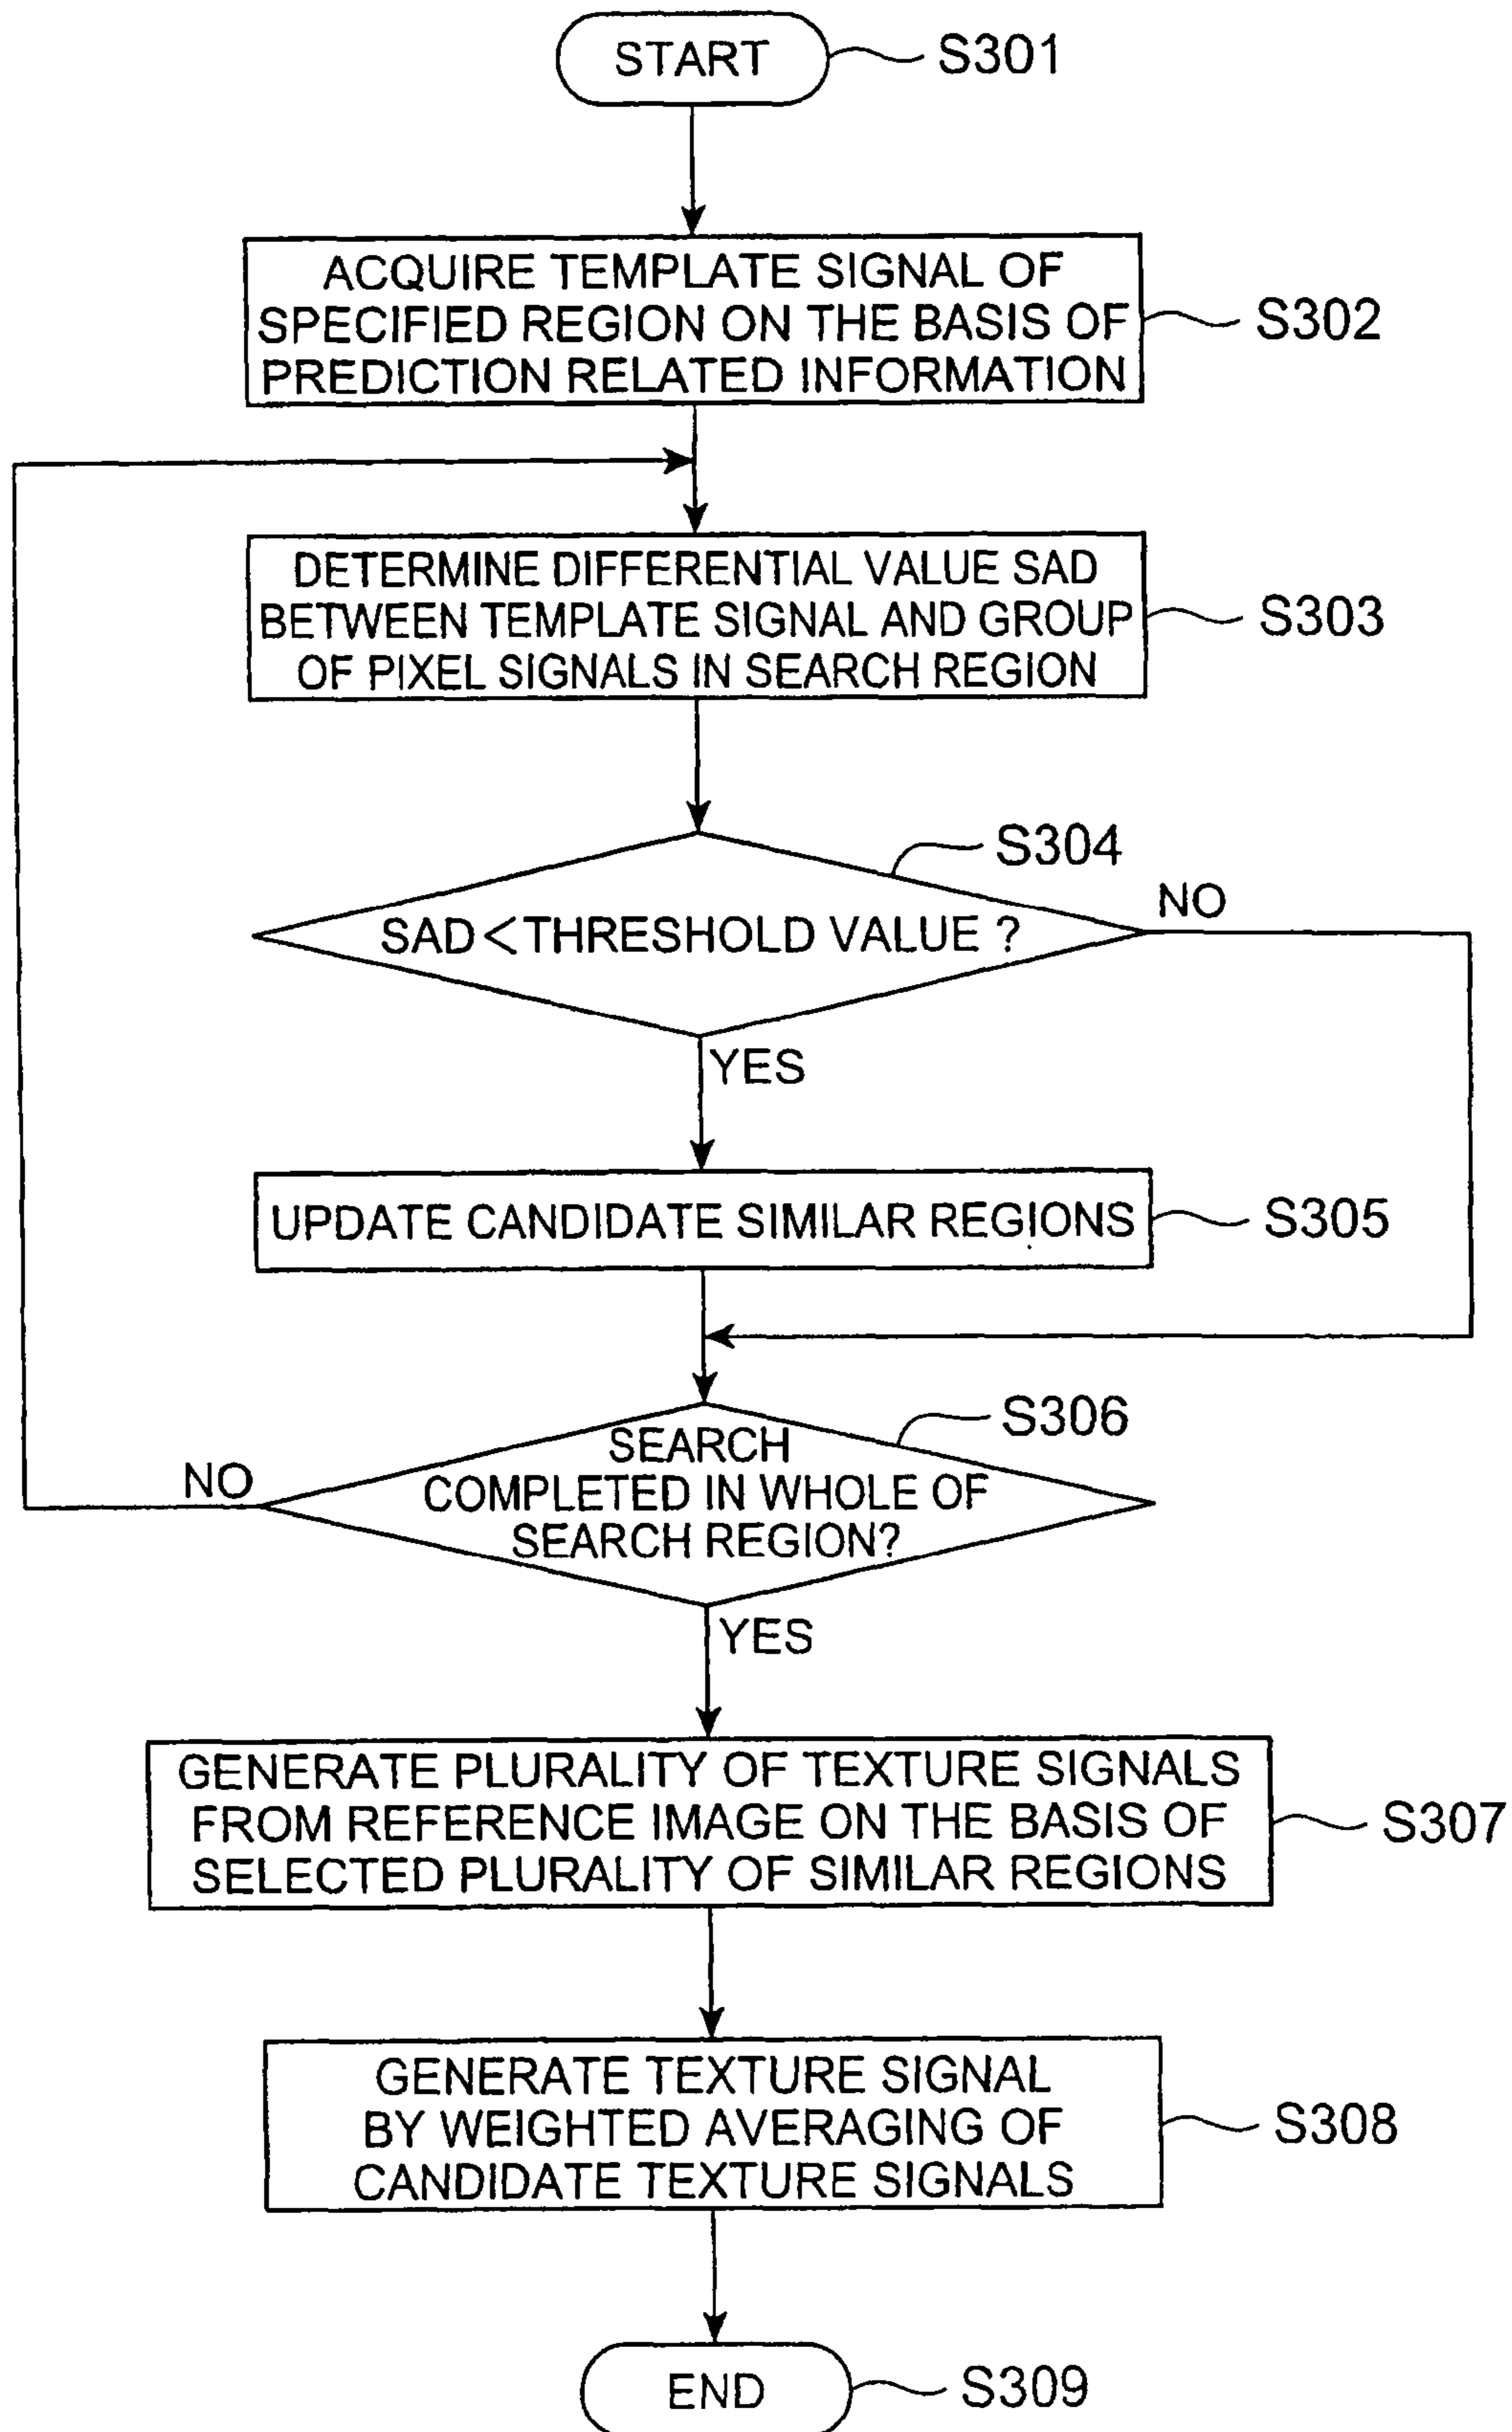 START
S301
ACQUIRE TEMPLATE SIGNAL OF
SPECIFIED REGION ON THE BASIS OF
PREDICTION RELATED INFORMATION
S302
DETERMINE DIFFERENTIAL VALUE SAD
BETWEEN TEMPLATE SIGNAL AND GROUP
OF PIXEL SIGNALS IN SEARCH REGION
S303
S304
SAD<THRESHOLD VALUE ?
NO
YES
UPDATE CANDIDATE SIMILAR REGIONS
S305
S306
SEARCH
COMPLETED IN WHOLE OF
SEARCH REGION?
NO
YES
GENERATE PLURALITY OF TEXTURE SIGNALS
FROM REFERENCE IMAGE ON THE BASIS OF
SELECTED PLURALITY OF SIMILAR REGIONS
S307
GENERATE TEXTURE SIGNAL
BY WEIGHTED AVERAGING OF
CANDIDATE TEXTURE SIGNALS
S308
END
S309